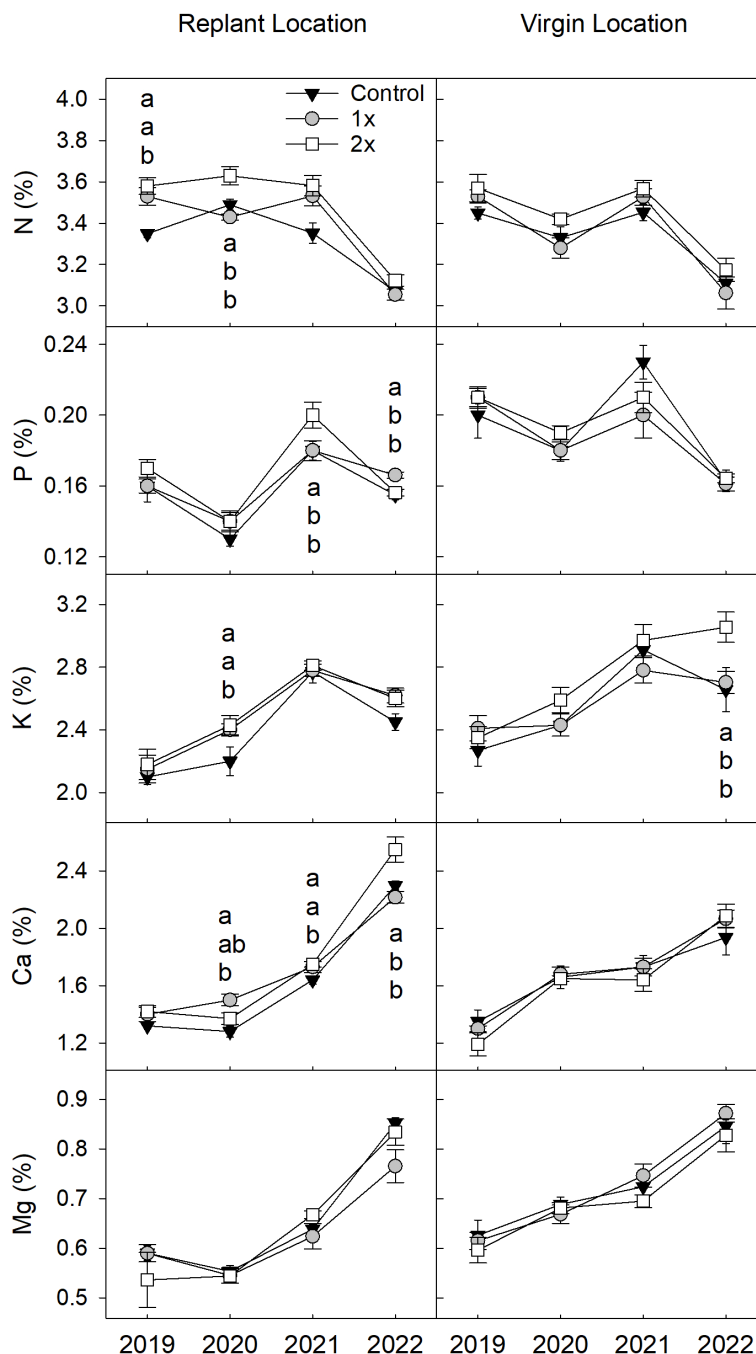 Replant Location
Virgin Location
N (%)
4.0
3.8
3.6
3.4
3.2
3.0
a
a
b
Control
1x
2x
a
b
b
P (%)
0.24
0.20
0.16
0.12
a
b
b
a
b
b
K (%)
3.2
2.8
2.4
2.0
a
a
b
a
b
b
Ca (%)
2.4
2.0
1.6
1.2
a
ab
b
a
a
b
a
b
b
Mg (%)
0.9
0.8
0.7
0.6
0.5
2019 2020 2021 2022
2019 2020 2021 2022